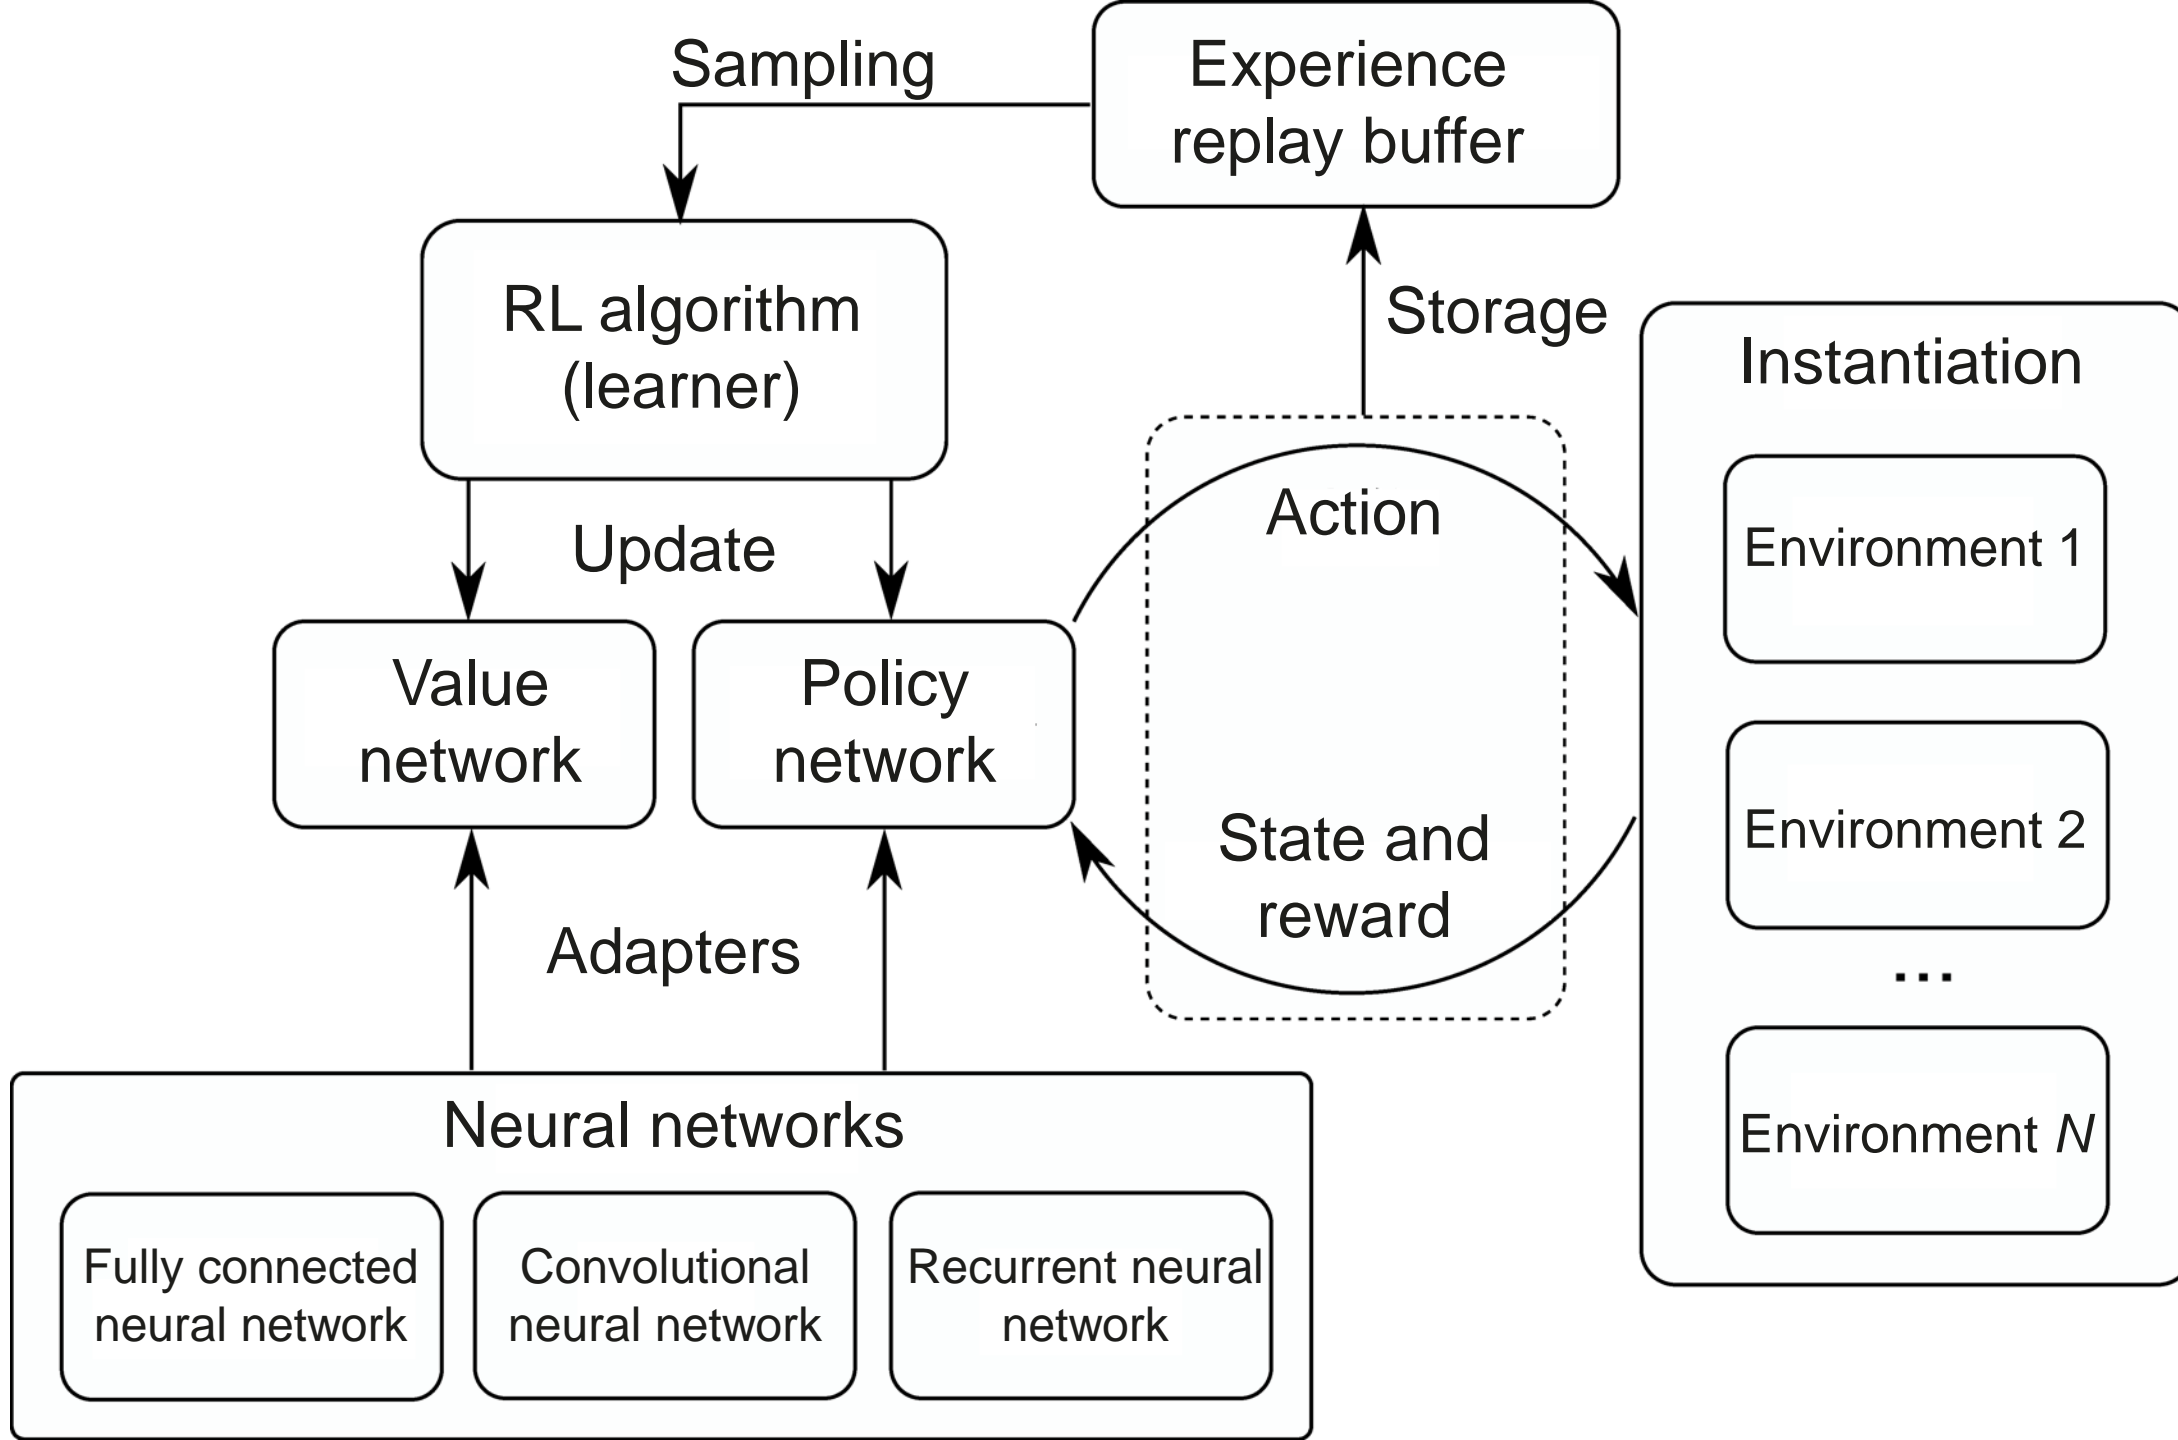 Sampling
Experience
replay buffer
RL algorithm
(learner)
Storage
Instantiation
Update
Action
Environment 1
Value
network
Policy
network
State and
reward
Environment 2
...
Adapters
Environment N
Neural networks
Fully connected
neural network
Convolutional
neural network
Recurrent neural
network